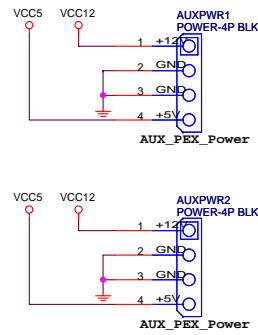 VCC5 VCC12 AUXPWR1
POWER-4P BLK
1 +12V
2 GND
3 GND
4 +5V
AUX_PEX_Power
VCC5 VCC12 AUXPWR2
POWER-4P BLK
1 +12V
2 GND
3 GND
4 +5V
AUX_PEX_Power